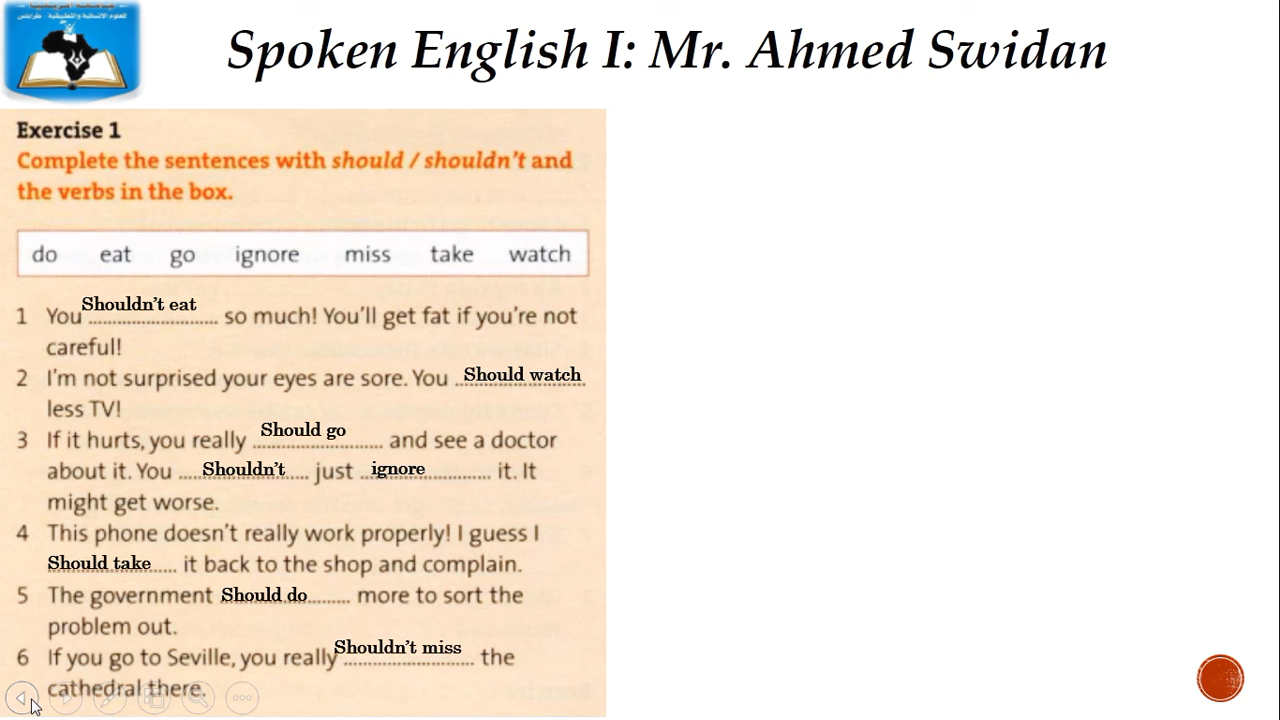 للعلوم الإنسانية والتطبيقية - طرابلس
Spoken English I: Mr. Ahmed Swidan
Exercise 1
Complete the sentences with should / shouldn't and
the verbs in the box.
do eat go ignore miss take watch
1 You Shouldn't eat so much! You'll get fat if you're not
careful!
2 I'm not surprised your eyes are sore. You Should watch
less TV!
3 If it hurts, you really Should go and see a doctor
about it. You Shouldn't just ignore it. It
might get worse.
4 This phone doesn't really work properly! I guess I
Should take it back to the shop and complain.
5 The government Should do more to sort the
problem out.
6 If you go to Seville, you really Shouldn't miss the
cathedral there.